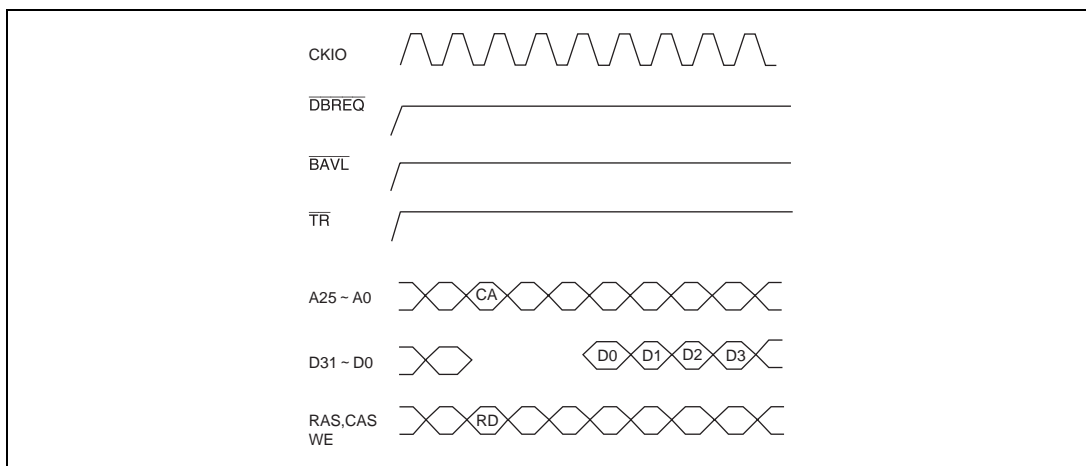 CKIO
DBREQ
BAVL
TR
A25 ~ A0 CA
D31 ~ D0 D0 D1 D2 D3
RAS,CAS RD
WE